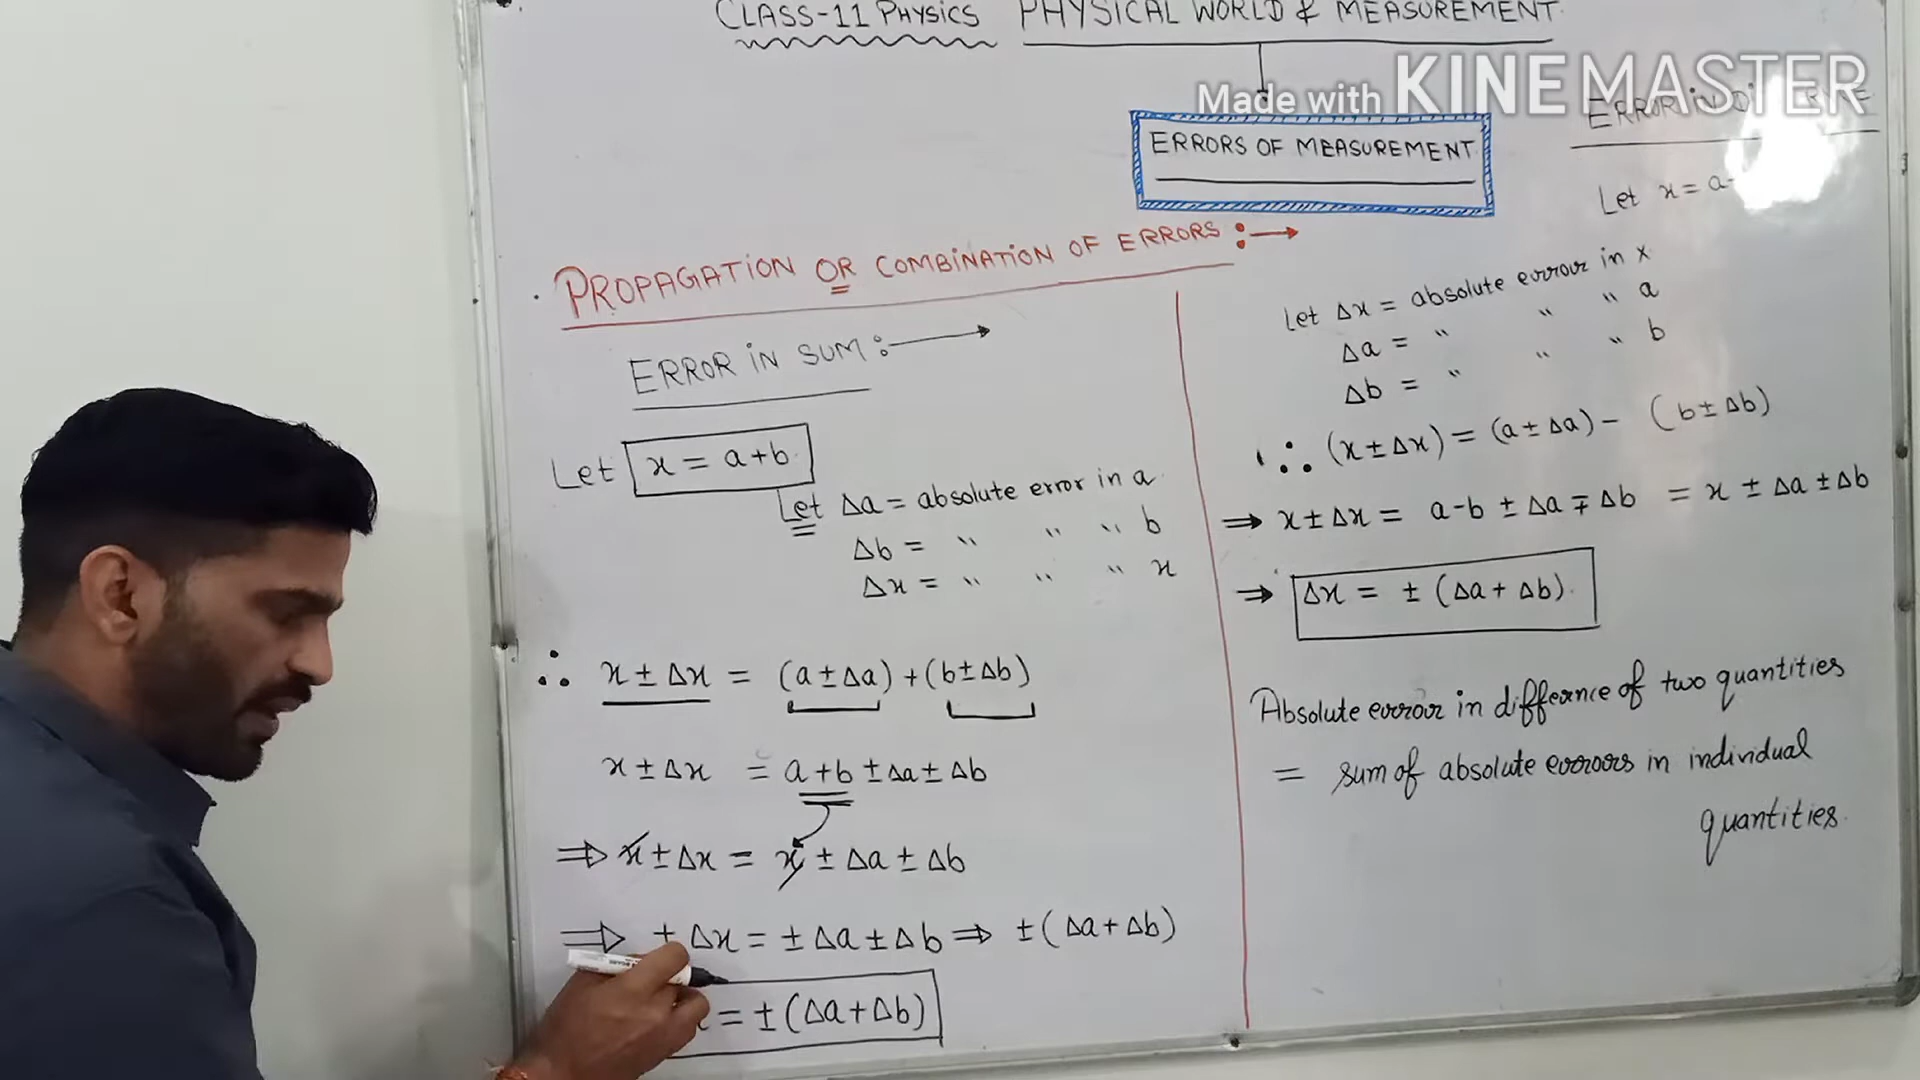 CLASS-11 PHYSICS PHYSICAL WORLD & MEASUREMENT
Made with KINEMASTER
ERRORS OF MEASUREMENT
PROPAGATION OR COMBINATION OF ERRORS :→
ERROR IN SUM :→
Let x = a+b
Let Δa = absolute error in a
Δb = " " " b
Δx = " " " x
∴ x ± Δx = (a ± Δa) + (b ± Δb)
x ± Δx = a+b ± Δa ± Δb
⇒ x ± Δx = x ± Δa ± Δb
⇒ ± Δx = ± Δa ± Δb ⇒ ± (Δa + Δb)
= ± (Δa + Δb)
ERROR IN
Let x = a-
Let Δx = absolute error in x
Δa = " " " a
Δb = " " " b
∴ (x ± Δx) = (a ± Δa) - (b ± Δb)
⇒ x ± Δx = a-b ± Δa ∓ Δb = x ± Δa ± Δb
⇒ Δx = ± (Δa + Δb).
Absolute error in differnce of two quantities
= sum of absolute errors in individual
quantities.